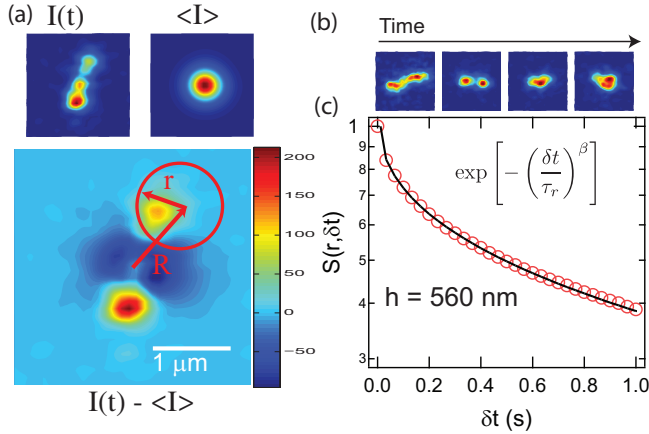 (a)
I(t)
<I>
r
R
1 μm
200
150
100
50
0
−50
I(t) - <I>
(b)
Time
(c)
S(r,δt)
1
9
8
7
6
5
4
3
exp [ - ( δt / τr )^β ]
h = 560 nm
0.0 0.2 0.4 0.6 0.8 1.0
δt (s)